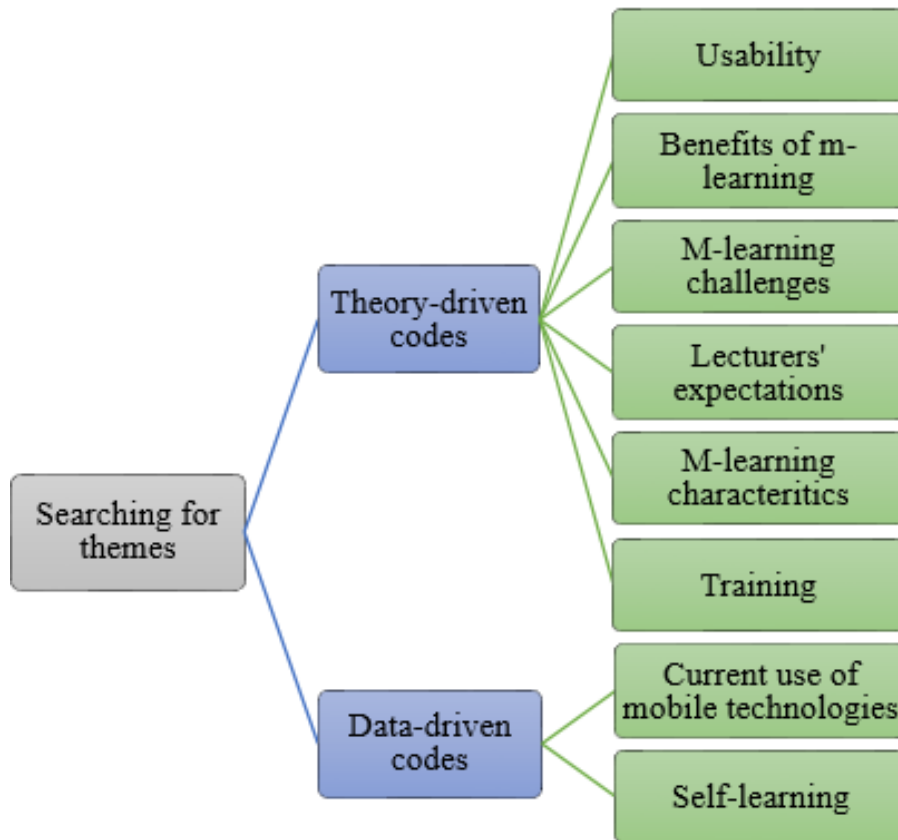 Usability
Benefits of m-
learning
M-learning
challenges
Theory-driven
codes
Lecturers'
expectations
M-learning
characteritics
Searching for
themes
Training
Current use of
mobile technologies
Data-driven
codes
Self-learning